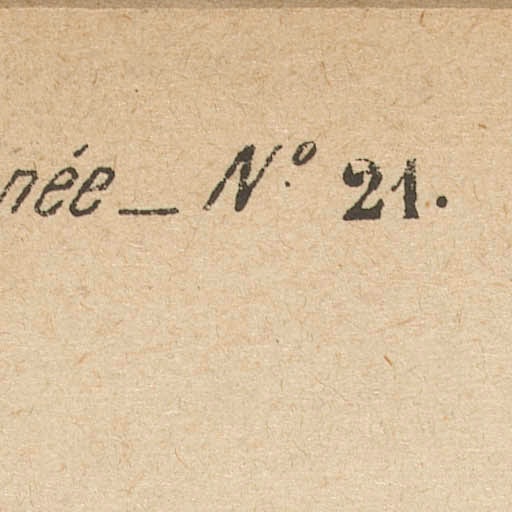 née — N.º 21.